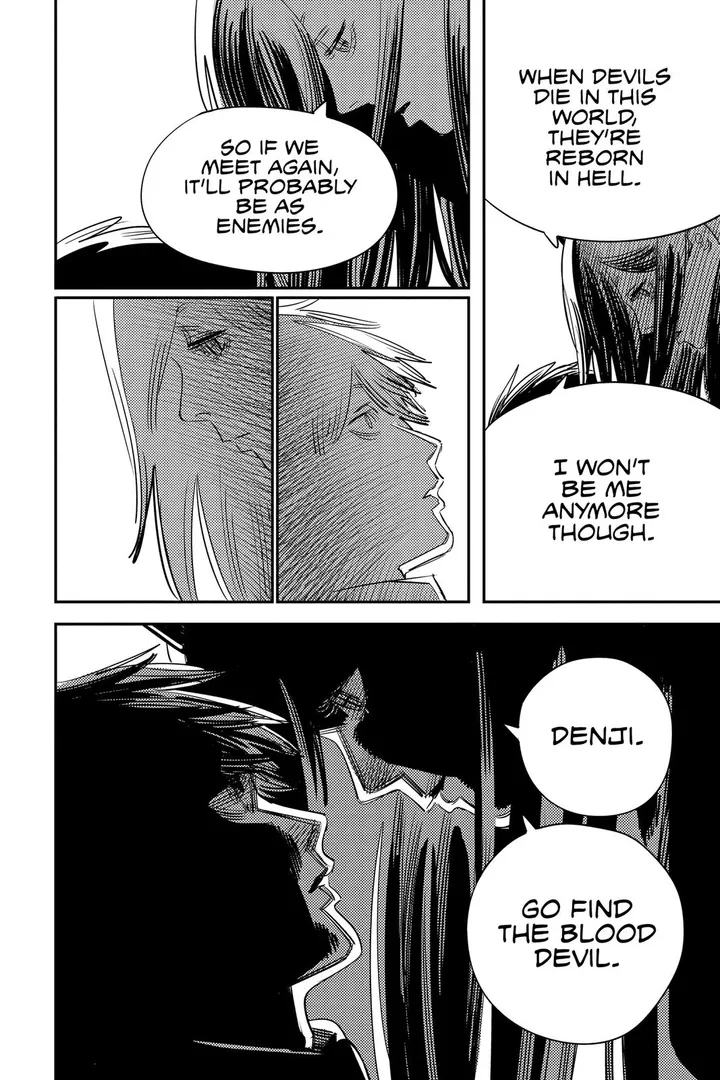 WHEN DEVILS
DIE IN THIS
WORLD,
THEY'RE
REBORN
IN HELL.
I WON'T
BE ME
ANYMORE
THOUGH.
SO IF WE
MEET AGAIN,
IT'LL PROBABLY
BE AS
ENEMIES.
DENJI.
GO FIND
THE BLOOD
DEVIL.